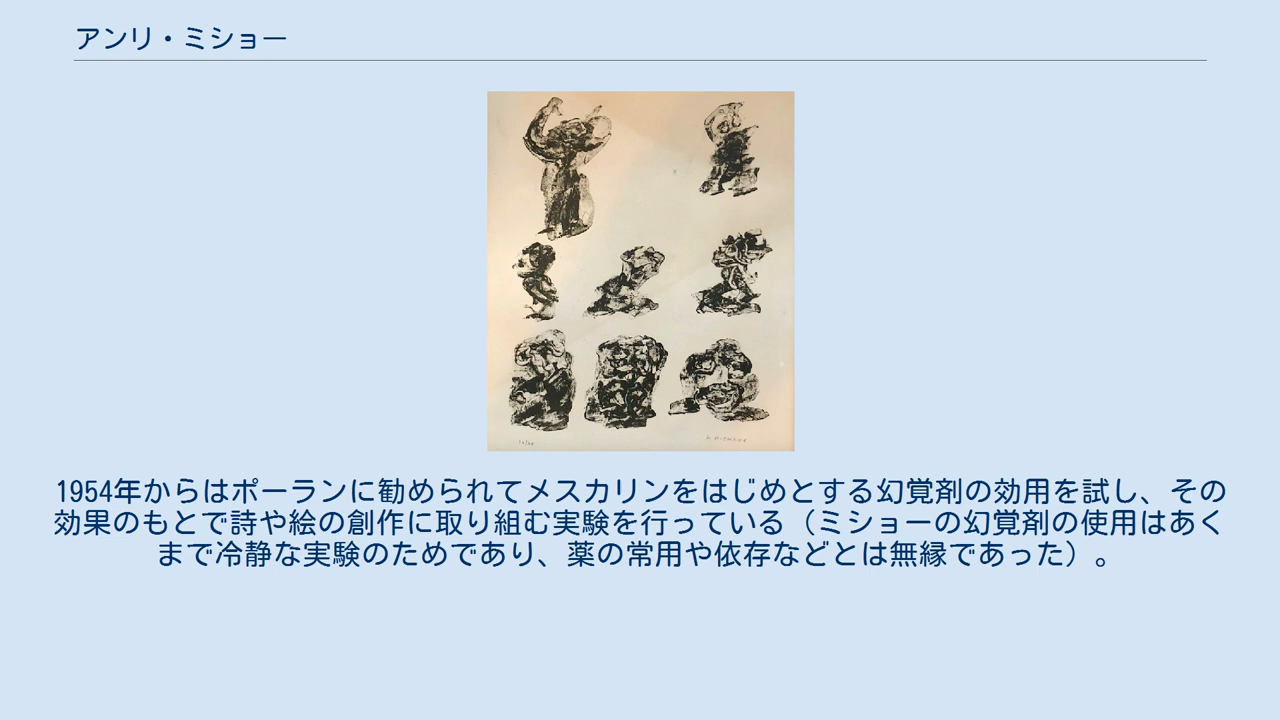 アンリ・ミショー
1954年からはポーランに勧められてメスカリンをはじめとする幻覚剤の効用を試し、その
効果のもとで詩や絵の創作に取り組む実験を行っている（ミショーの幻覚剤の使用はあく
まで冷静な実験のためであり、薬の常用や依存などとは無縁であった）。